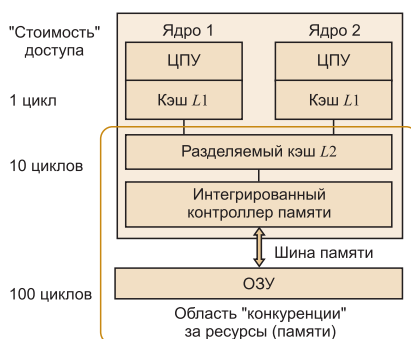 "Стоимость"
доступа
Ядро 1
Ядро 2
ЦПУ
ЦПУ
1 цикл
Кэш L1
Кэш L1
10 циклов
Разделяемый кэш L2
Интегрированный
контроллер памяти
Шина памяти
100 циклов
ОЗУ
Область "конкуренции"
за ресурсы (памяти)